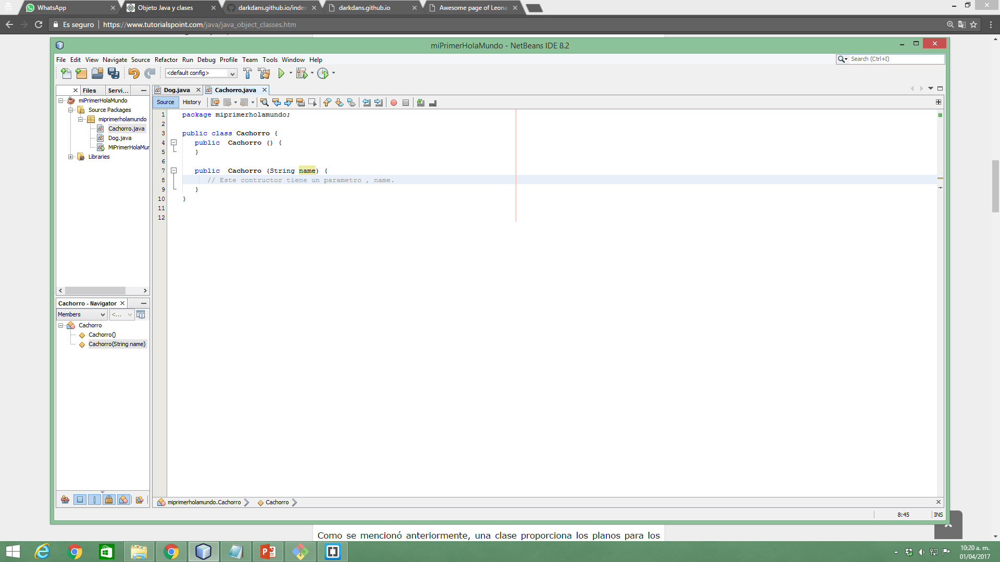 WhatsApp
Objeto Java y clases
darkdans.github.io/inde
darkdans.github.io
Awesome page of Leona
Es seguro
https://www.tutorialspoint.com/java/java_object_classes.htm
miPrimerHolaMundo - NetBeans IDE 8.2
File Edit View Navigate Source Refactor Run Debug Profile Team Tools Window Help
Search (Ctrl+I)
<default config>
Files
Servi...
Dog.java
Cachorro.java
Source
History
miPrimerHolaMundo
Source Packages
miprimerholamundo
Cachorro.java
Dog.java
MiPrimerHolaMur
Libraries
1 package miprimerholamundo;
2
3 public class Cachorro {
4 public  Cachorro () {
5 }
6
7 public  Cachorro (String name) {
8 // Este contructor tiene un parametro , name.
9 }
10 }
11
12
Cachorro - Navigator
Members
<...
Cachorro
Cachorro()
Cachorro(String name)
miprimerholamundo.Cachorro
Cachorro
8:45
INS
Como se mencionó anteriormente, una clase proporciona los planos para los
10:20 a. m.
01/04/2017